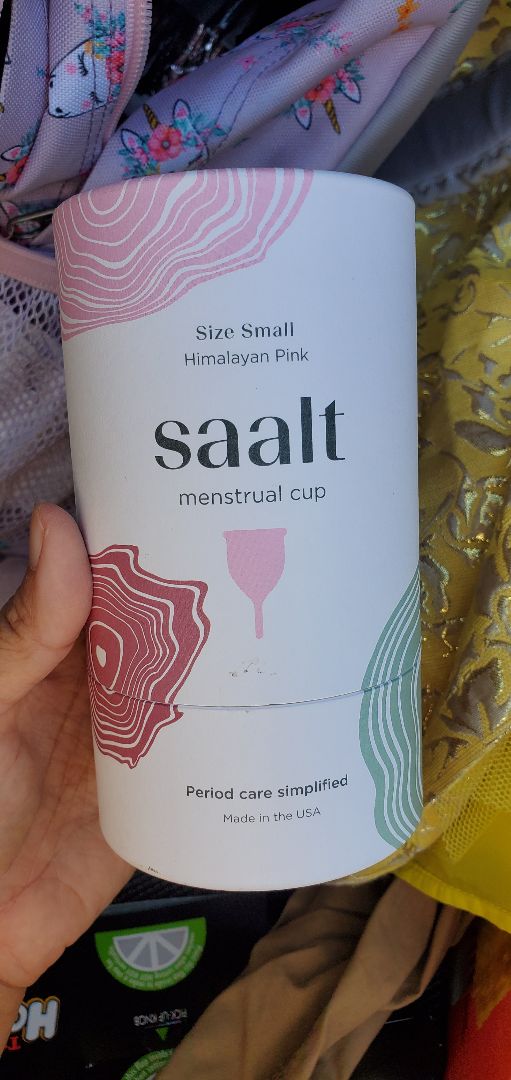 Size Small
Himalayan Pink
saalt
menstrual cup
Period care simplified
Made in the USA